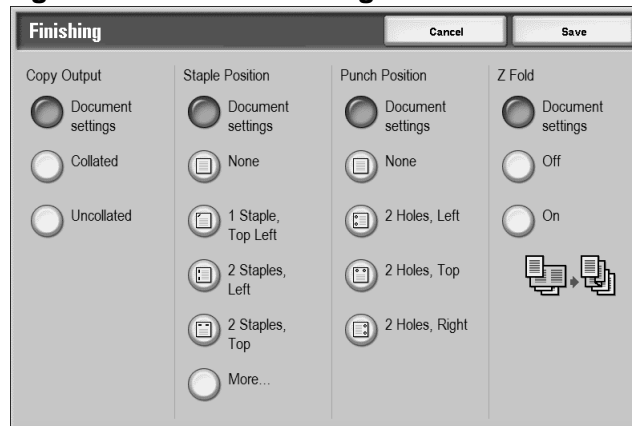 Finishing
Cancel
Save
Copy Output
Document
settings
Collated
Uncollated
Staple Position
Document
settings
None
1 Staple,
Top Left
2 Staples,
Left
2 Staples,
Top
More...
Punch Position
Document
settings
None
2 Holes, Left
2 Holes, Top
2 Holes, Right
Z Fold
Document
settings
Off
On